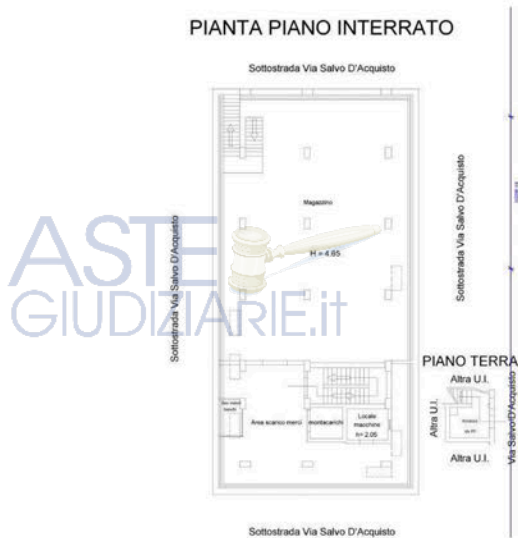 PIANTA PIANO INTERRATO
Sottostrada Via Salvo D'Acquisto
Sottostrada Via Salvo D'Acquisto
Sottostrada Via Salvo D'Acquisto
Magazzino
H = 4.65
ASTE
GIUDIZIARIE.it
PIANO TERRA
Altra U.I.
Altra U.I.
Via Salvo D'Acquisto
Altra U.I.
Area scarico merci
montacarichi
Locale
macchine
h= 2.05
Sottostrada Via Salvo D'Acquisto